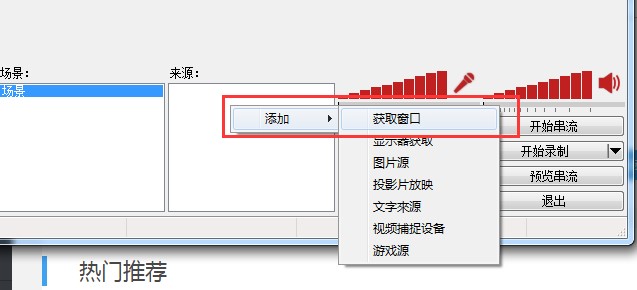 场景：
来源：
场景
添加
获取窗口
显示器获取
图片源
投影片放映
文字來源
视频捕捉设备
游戏源
开始串流
开始录制
预览串流
退出
热门推荐